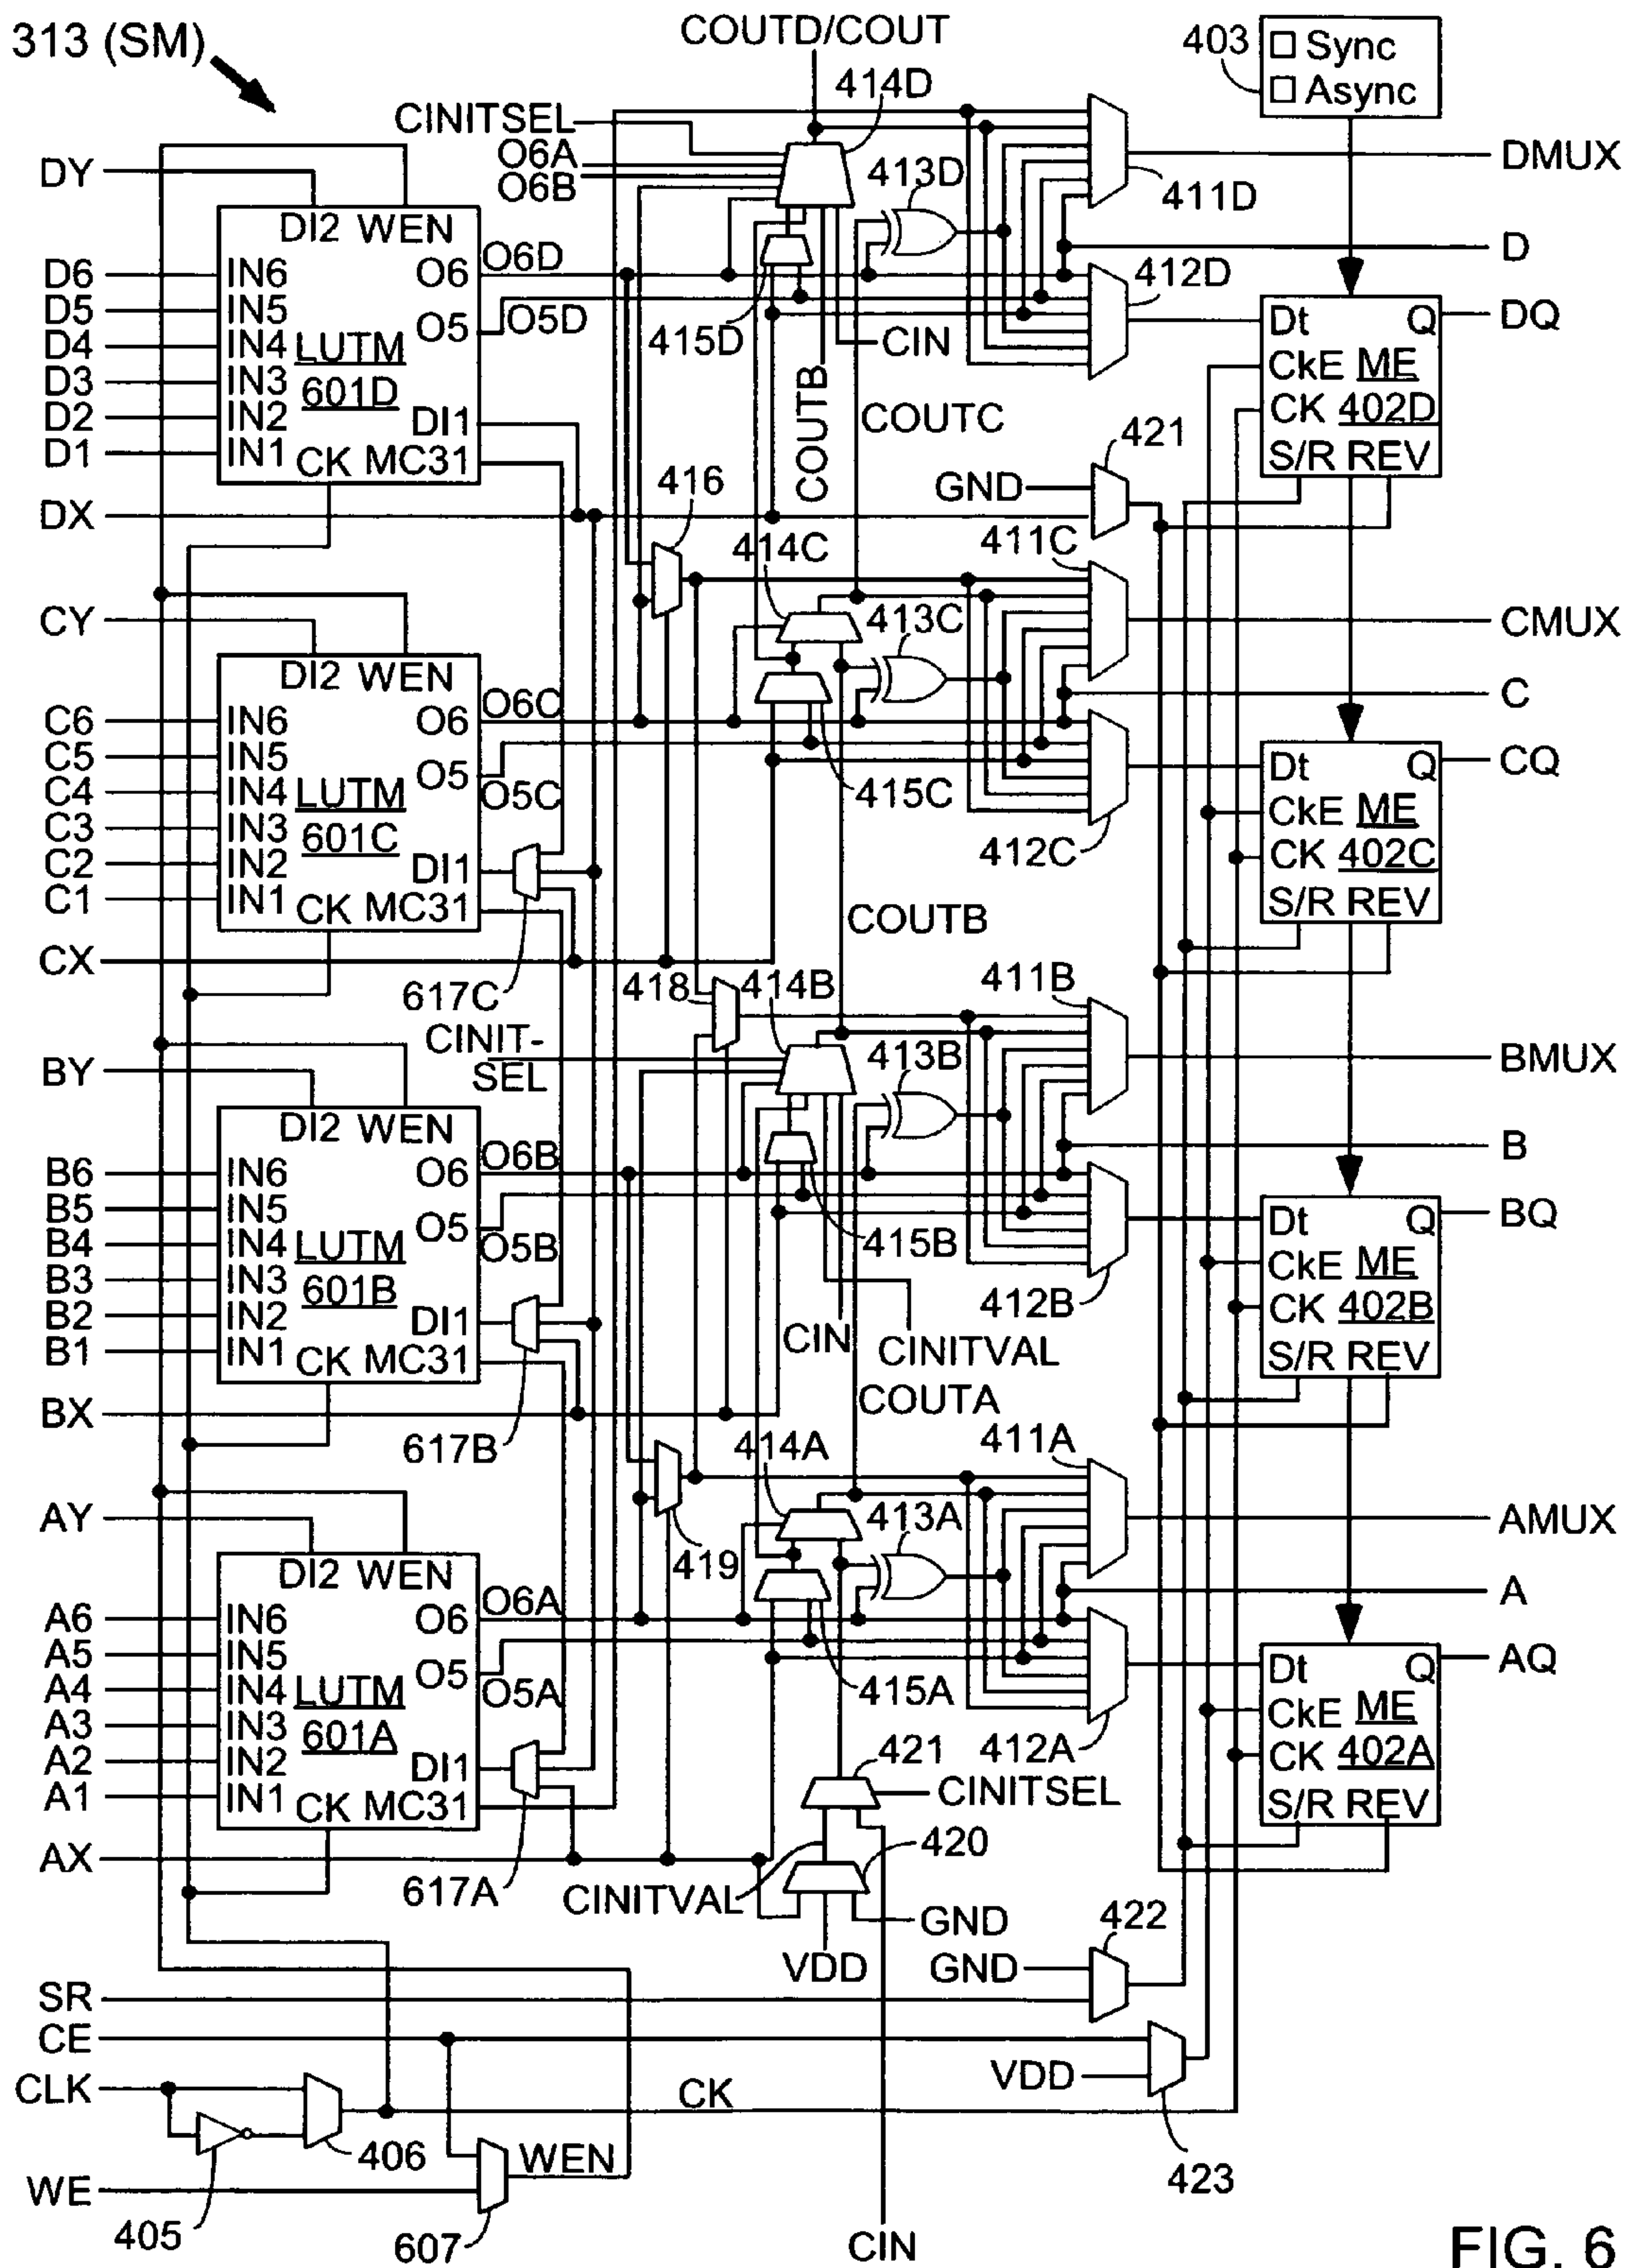 313 (SM)
COUTD/COUT
403
Sync
Async
414D
CINITSEL
O6A
O6B
413D
411D
DMUX
DY
DI2 WEN
D6
D5
D4
D3
D2
D1
IN6
IN5
IN4
IN3
IN2
IN1
O6
O5
LUTM
601D
DI1
CK MC31
O6D
O5D
415D
COUTB
CIN
COUTC
412D
D
Dt
Q
CkE ME
CK 402D
S/R REV
DQ
DX
416
GND
421
414C
411C
CY
DI2 WEN
413C
CMUX
C
C6
C5
C4
C3
C2
C1
IN6
IN5
IN4
IN3
IN2
IN1
O6
O5
LUTM
601C
DI1
CK MC31
O6C
O5C
415C
412C
Dt
Q
CkE ME
CK 402C
S/R REV
CQ
COUTB
CX
617C
418
414B
411B
CINIT-
SEL
413B
BMUX
BY
DI2 WEN
B
B6
B5
B4
B3
B2
B1
IN6
IN5
IN4
IN3
IN2
IN1
O6
O5
LUTM
601B
DI1
CK MC31
O6B
O5B
415B
412B
CIN
CINITVAL
Dt
Q
CkE ME
CK 402B
S/R REV
BQ
BX
COUTA
617B
414A
411A
AY
DI2 WEN
419
413A
AMUX
A
A6
A5
A4
A3
A2
A1
IN6
IN5
IN4
IN3
IN2
IN1
O6
O5
LUTM
601A
DI1
CK MC31
O6A
O5A
415A
412A
421
CINITSEL
Dt
Q
CkE ME
CK 402A
S/R REV
AQ
AX
617A
CINITVAL
420
GND
VDD
422
GND
SR
CE
VDD
CLK
CK
406
WEN
WE
405
607
423
CIN
FIG. 6